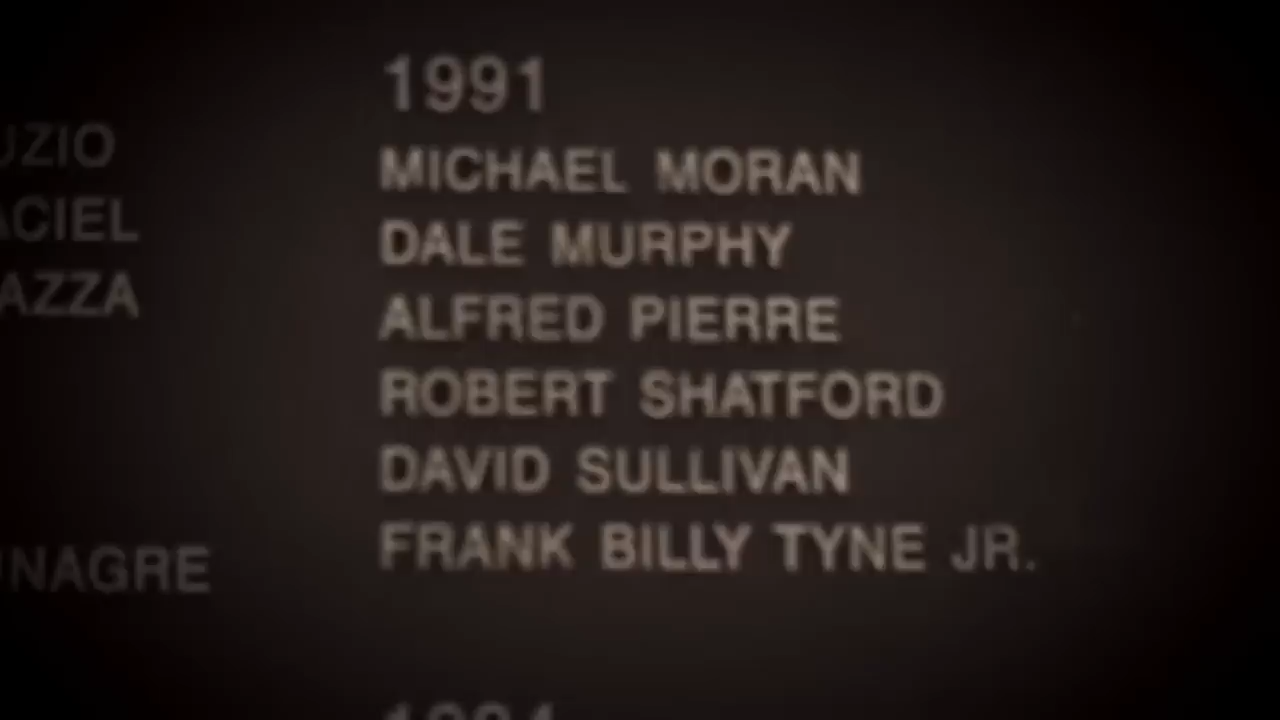 UZIO
ACIEL
AZZA
NAGRE
1991
MICHAEL MORAN
DALE MURPHY
ALFRED PIERRE
ROBERT SHATFORD
DAVID SULLIVAN
FRANK BILLY TYNE JR.